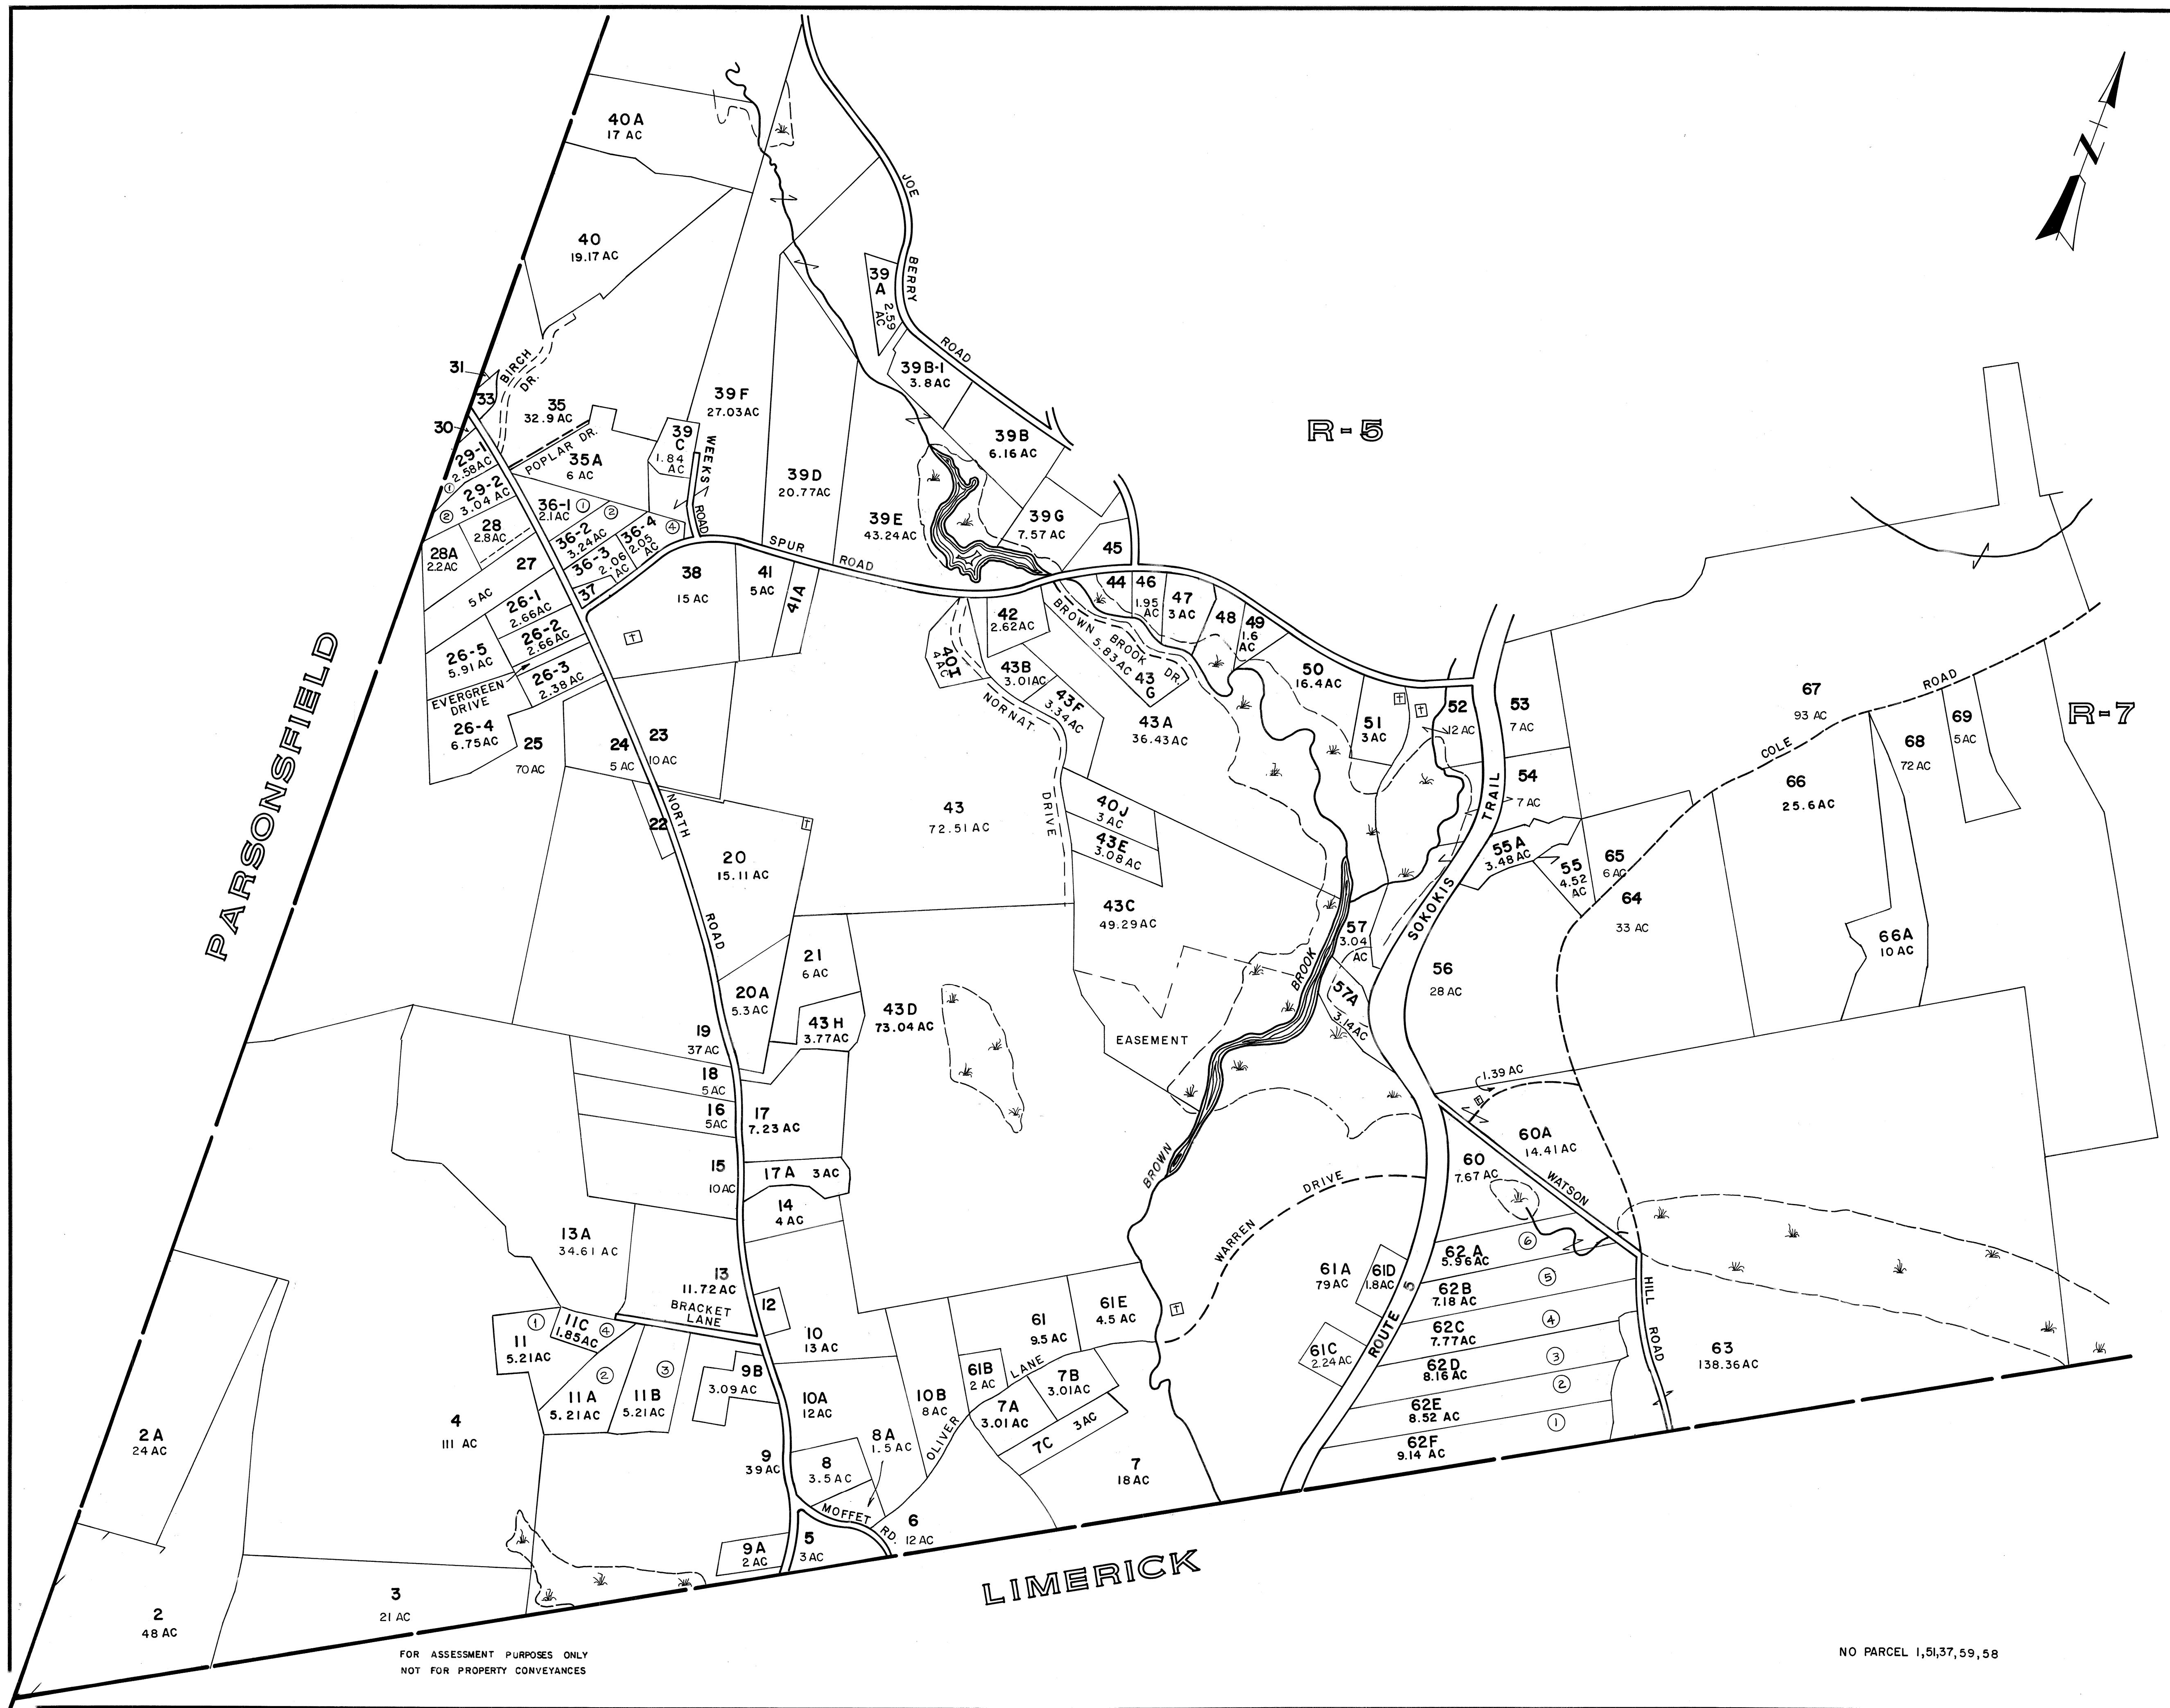 40A
17 AC
40
19.17 AC
JOE
BERRY
ROAD
39
A
2.59
AC
39B-1
3.8 AC
31
33
30
BIRCH
DR.
35
32.9 AC
POPLAR DR.
35A
6 AC
39
C
1.84
AC
WEEKS
ROAD
39F
27.03 AC
39D
20.77 AC
39E
43.24 AC
39B
6.16 AC
39G
7.57 AC
R-5
29-1
2.58 AC
1
29-2
3.04 AC
2
28
2.8 AC
28A
2.2 AC
27
5 AC
36-1
1
2.1 AC
36-2
2
3.24 AC
36-3
2.06
AC
36-4
4
2.05
AC
37
38
15 AC
SPUR
ROAD
41
5 AC
41A
45
44
46
1.95
AC
47
3 AC
48
49
1.6
AC
50
16.4 AC
51
3 AC
52
12 AC
53
7 AC
54
7 AC
26-1
2.66 AC
26-2
2.66 AC
26-3
2.38 AC
26-5
5.91 AC
EVERGREEN
DRIVE
26-4
6.75 AC
25
70 AC
24
5 AC
23
10 AC
NORTH
ROAD
22
20
15.11 AC
20A
5.3 AC
21
6 AC
42
2.62 AC
40I
4 AC
43B
3.01 AC
43F
3.34 AC
NORNAT
DRIVE
BROWN BROOK DR.
5.83 AC
43
G
43A
36.43 AC
43
72.51 AC
40J
3 AC
43E
3.08 AC
43C
49.29 AC
EASEMENT
BROWN
BROOK
57
3.04
AC
57A
3.14 AC
SOKOKIS
TRAIL
55A
3.48 AC
55
4.52
AC
65
6 AC
64
33 AC
56
28 AC
COLE
ROAD
66
25.6 AC
66A
10 AC
67
93 AC
68
72 AC
69
5 AC
R-7
PARSONSFIELD
19
37 AC
18
5 AC
16
5 AC
15
10 AC
17
7.23 AC
17A 3 AC
14
4 AC
43H
3.77 AC
43D
73.04 AC
1.39 AC
60A
14.41 AC
60
7.67 AC
WATSON
HILL
ROAD
WARREN
DRIVE
13A
34.61 AC
13
11.72 AC
BRACKET
LANE
12
11
1
5.21 AC
11C
4
1.85 AC
11A
2
5.21 AC
11B
3
5.21 AC
10
13 AC
10A
12 AC
10B
8 AC
9B
3.09 AC
9
39 AC
9A
2 AC
8
3.5 AC
8A
1.5 AC
MOFFET
RD.
5
3 AC
6
12 AC
OLIVER
LANE
61
9.5 AC
61E
4.5 AC
61B
2 AC
7A
3.01 AC
7B
3.01 AC
7C 3 AC
7
18 AC
61A
79 AC
61D
1.8 AC
61C
2.24 AC
ROUTE 5
62 A
5.96 AC
6
62B
7.18 AC
5
62C
7.77 AC
4
62D
8.16 AC
3
62E
8.52 AC
2
62F
9.14 AC
1
63
138.36 AC
2A
24 AC
4
111 AC
2
48 AC
3
21 AC
LIMERICK
FOR ASSESSMENT PURPOSES ONLY
NOT FOR PROPERTY CONVEYANCES
NO PARCEL 1,51,37,59,58